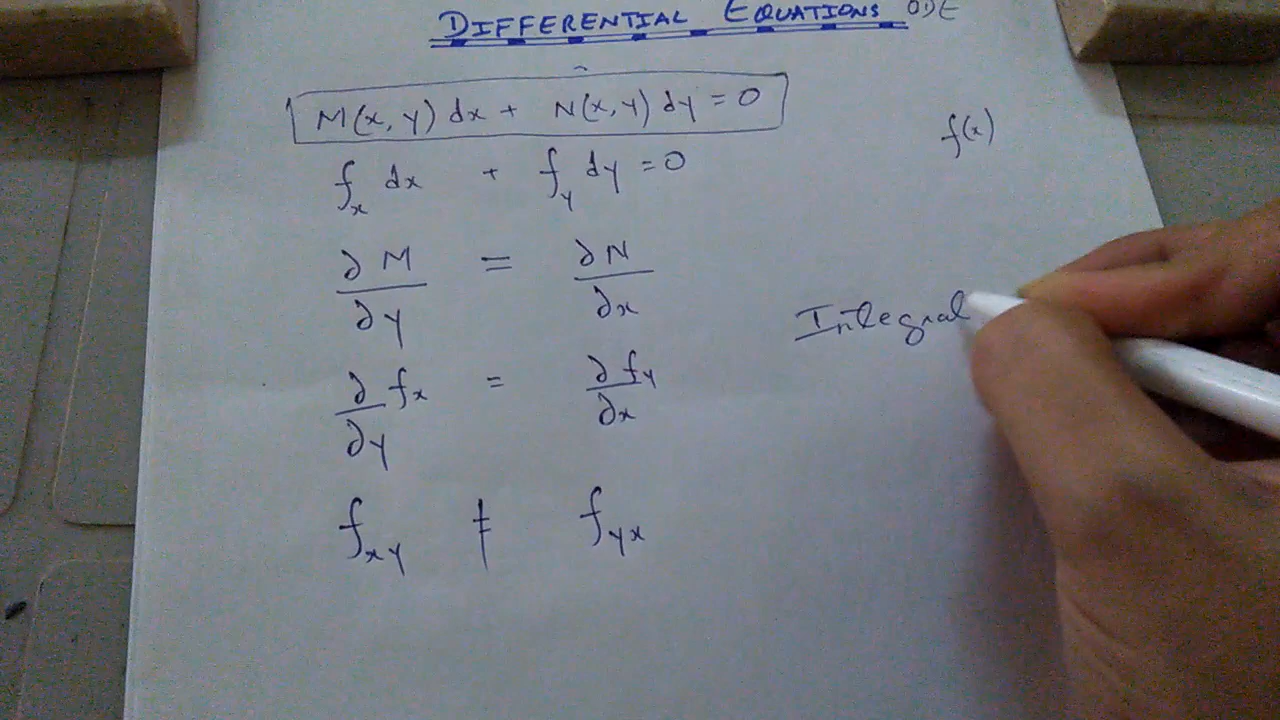 DIFFERENTIAL EQUATIONS ODE
M(x, y) dx + N(x, y) dy = 0
f(x)
f_x dx + f_y dy = 0
∂M/∂y = ∂N/∂x
Integral
∂/∂y f_x = ∂f_y/∂x
f_xy ≠ f_yx